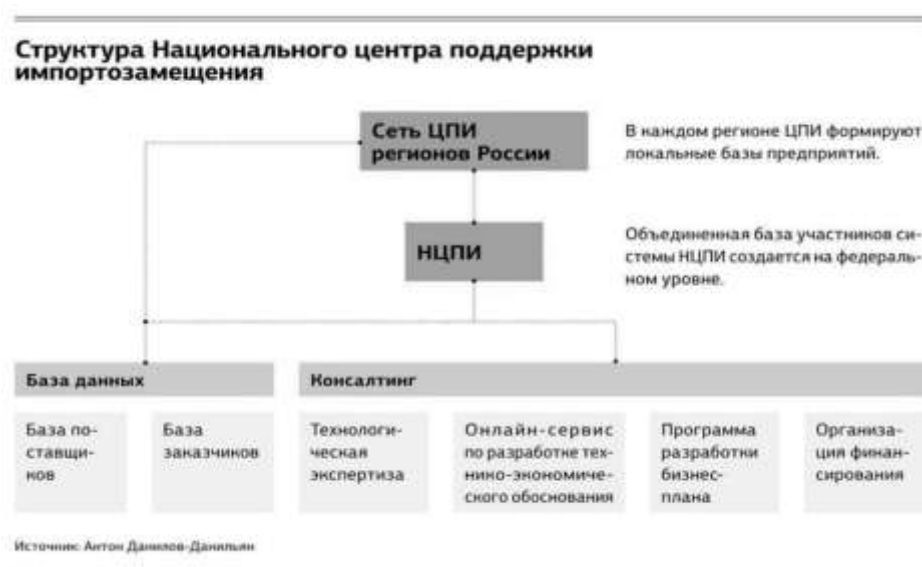 Структура Национального центра поддержки
импортозамещения
Сеть ЦПИ
регионов России
В каждом регионе ЦПИ формируют
локальные базы предприятий.
НЦПИ
Объединенная база участников си-
стемы НЦПИ создается на федераль-
ном уровне.
База данных
Консалтинг
База по-
ставщи-
ков
База
заказчиков
Технологи-
ческая
экспертиза
Онлайн-сервис
по разработке тех-
нико-экономиче-
ского обоснования
Программа
разработки
бизнес-
плана
Организа-
ция финан-
сирования
Источник: Антон Данилов-Данильян